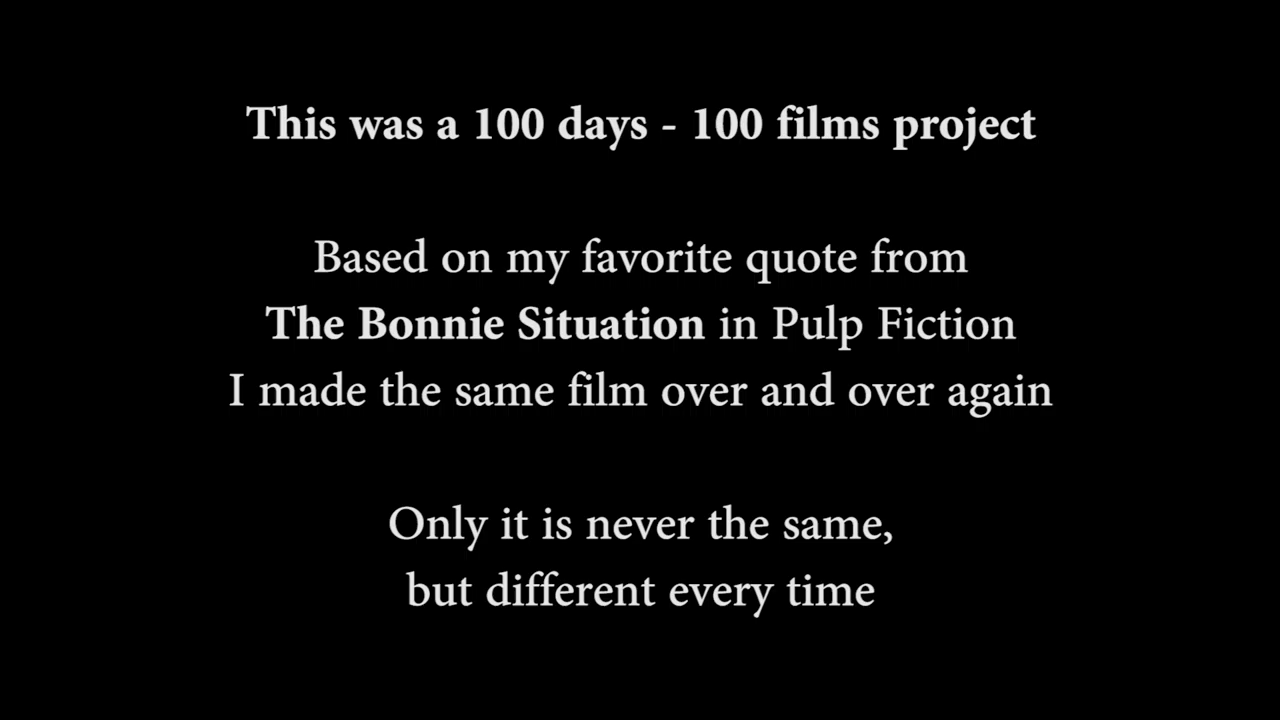 This was a 100 days - 100 films project
Based on my favorite quote from
The Bonnie Situation in Pulp Fiction
I made the same film over and over again
Only it is never the same,
but different every time